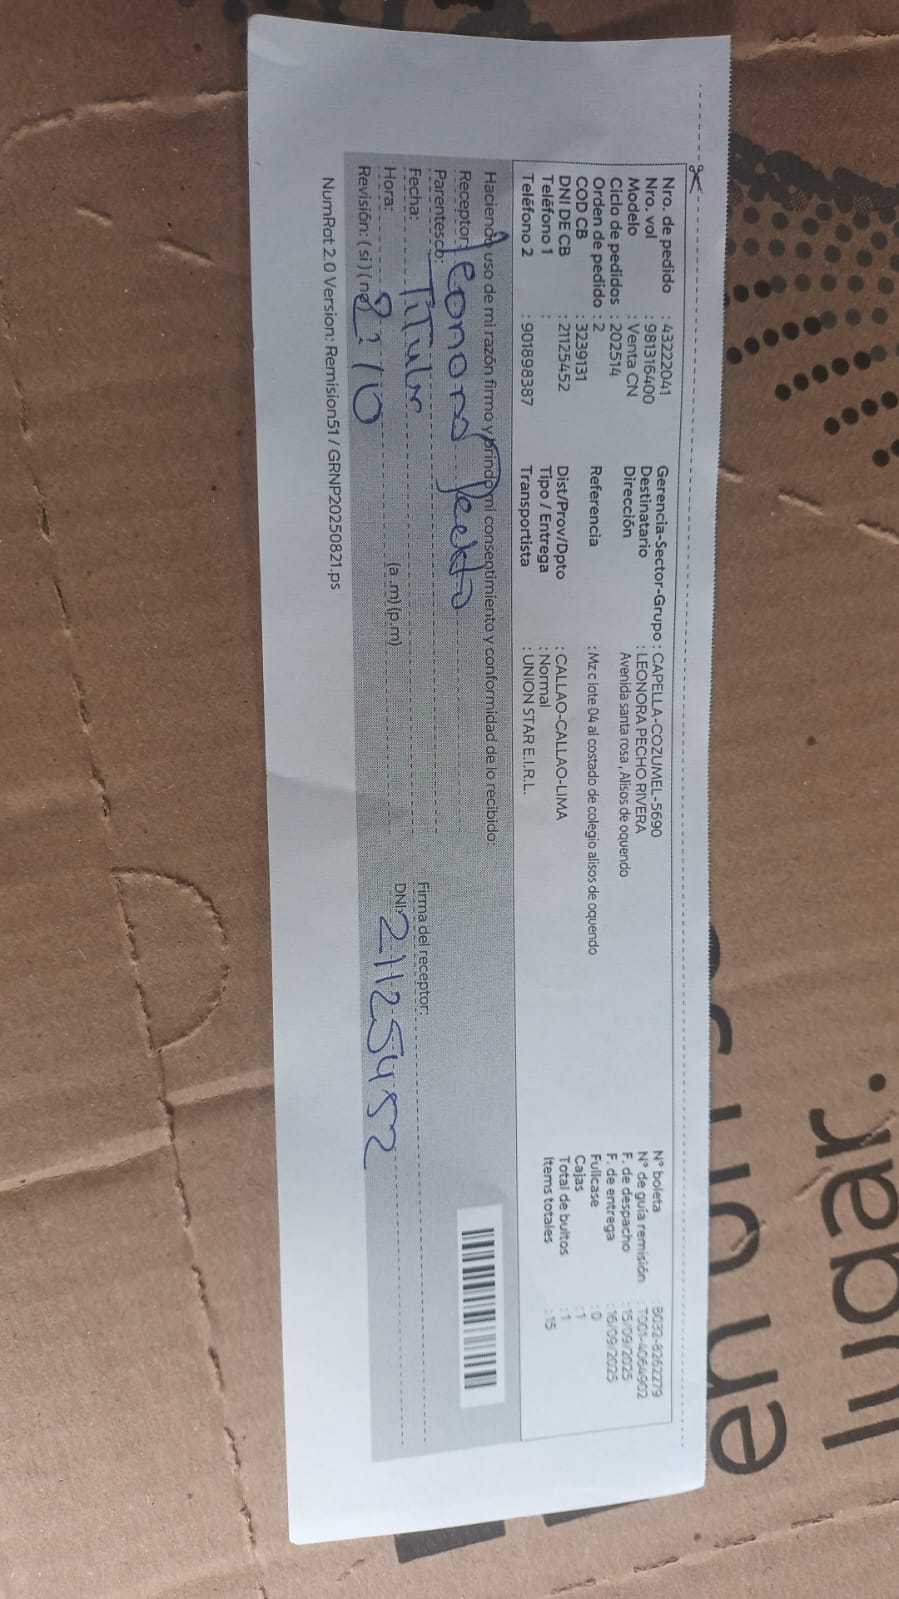 Nro. de pedido : 43222041
Nro. vol : 981316400
Modelo : Venta CN
Ciclo de pedidos : 202514
Orden de pedido : 2
COD CB : 3239131
DNI DE CB : 21125452
Teléfono 1 :
Teléfono 2 : 901898387
Gerencia-Sector-Grupo : CAPELLA-COZUMEL-5690
Destinatario : LEONORA PECHO RIVERA
Dirección Avenida santa rosa , Alisos de oquendo
Referencia : Mz c lote 04 al costado de colegio alisos de oquendo
Dist/Prov/Dpto : CALLAO-CALLAO-LIMA
Tipo / Entrega : Normal
Transportista : UNION STAR E.I.R.L.
N° boleta : B032-8262279
N° de guía remisión : T001-4064902
F. de despacho : 15/09/2025
F. de entrega : 16/09/2025
Fullcase : 0
Cajas : 1
Total de bultos : 1
Items totales : 15
Haciendo uso de mi razón firmo y brindo mi consentimiento y conformidad de lo recibido:
Receptor: Leonora Pecho
Parentesco: Titular
Fecha:
Hora: 2:10 (a.m) (p.m)
Revisión: ( si ) ( no
Firma del receptor:
DNI: 21125452
NumRot 2.0 Version: Remision51 / GRNP20250821.ps